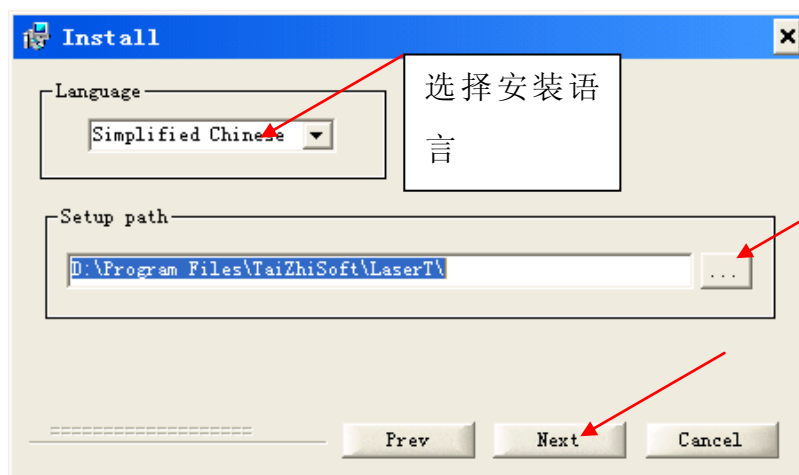 Install
Language
选择安装语
言
Simplified Chinese
Setup path
D:\Program Files\TaiZhiSoft\LaserT\
...
Prev
Next
Cancel